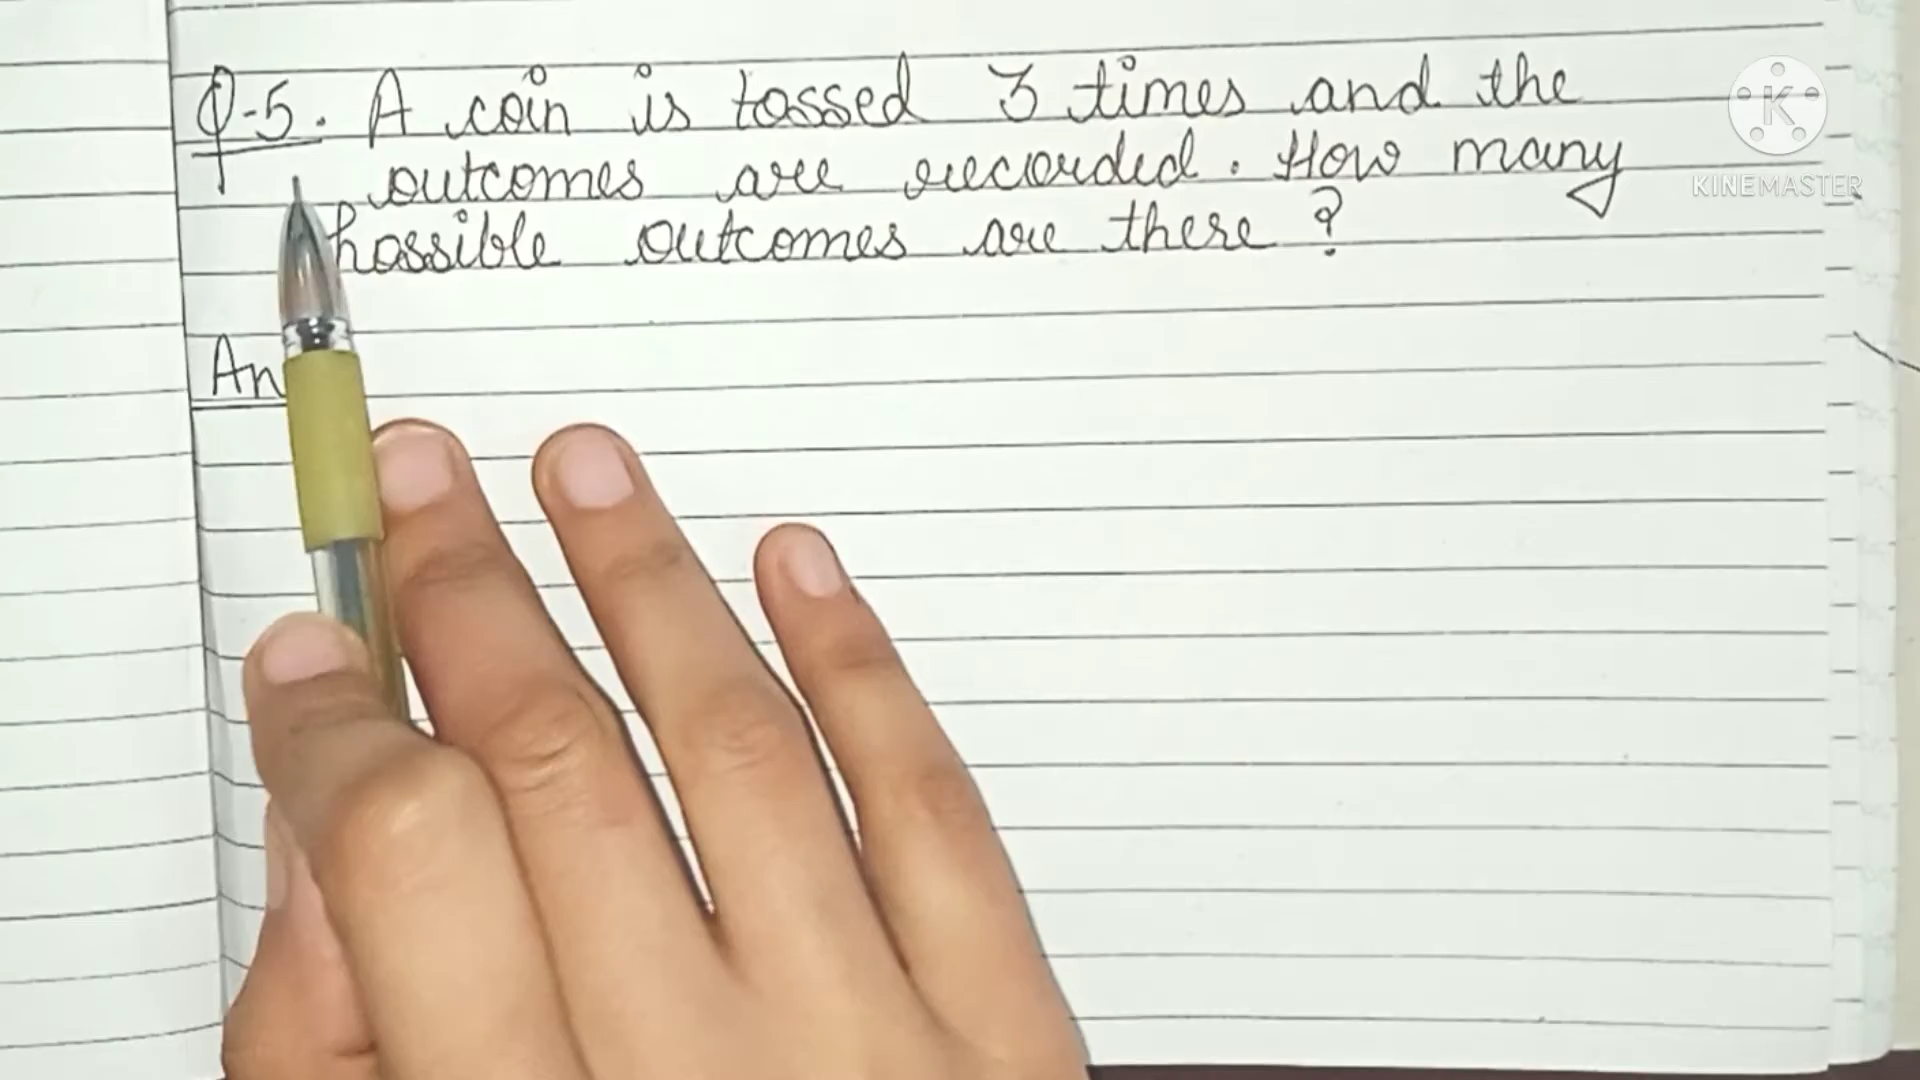 Q-5. A coin is tossed 3 times and the
outcomes are recorded. How many
possible outcomes are there?
An
K
KINEMASTER